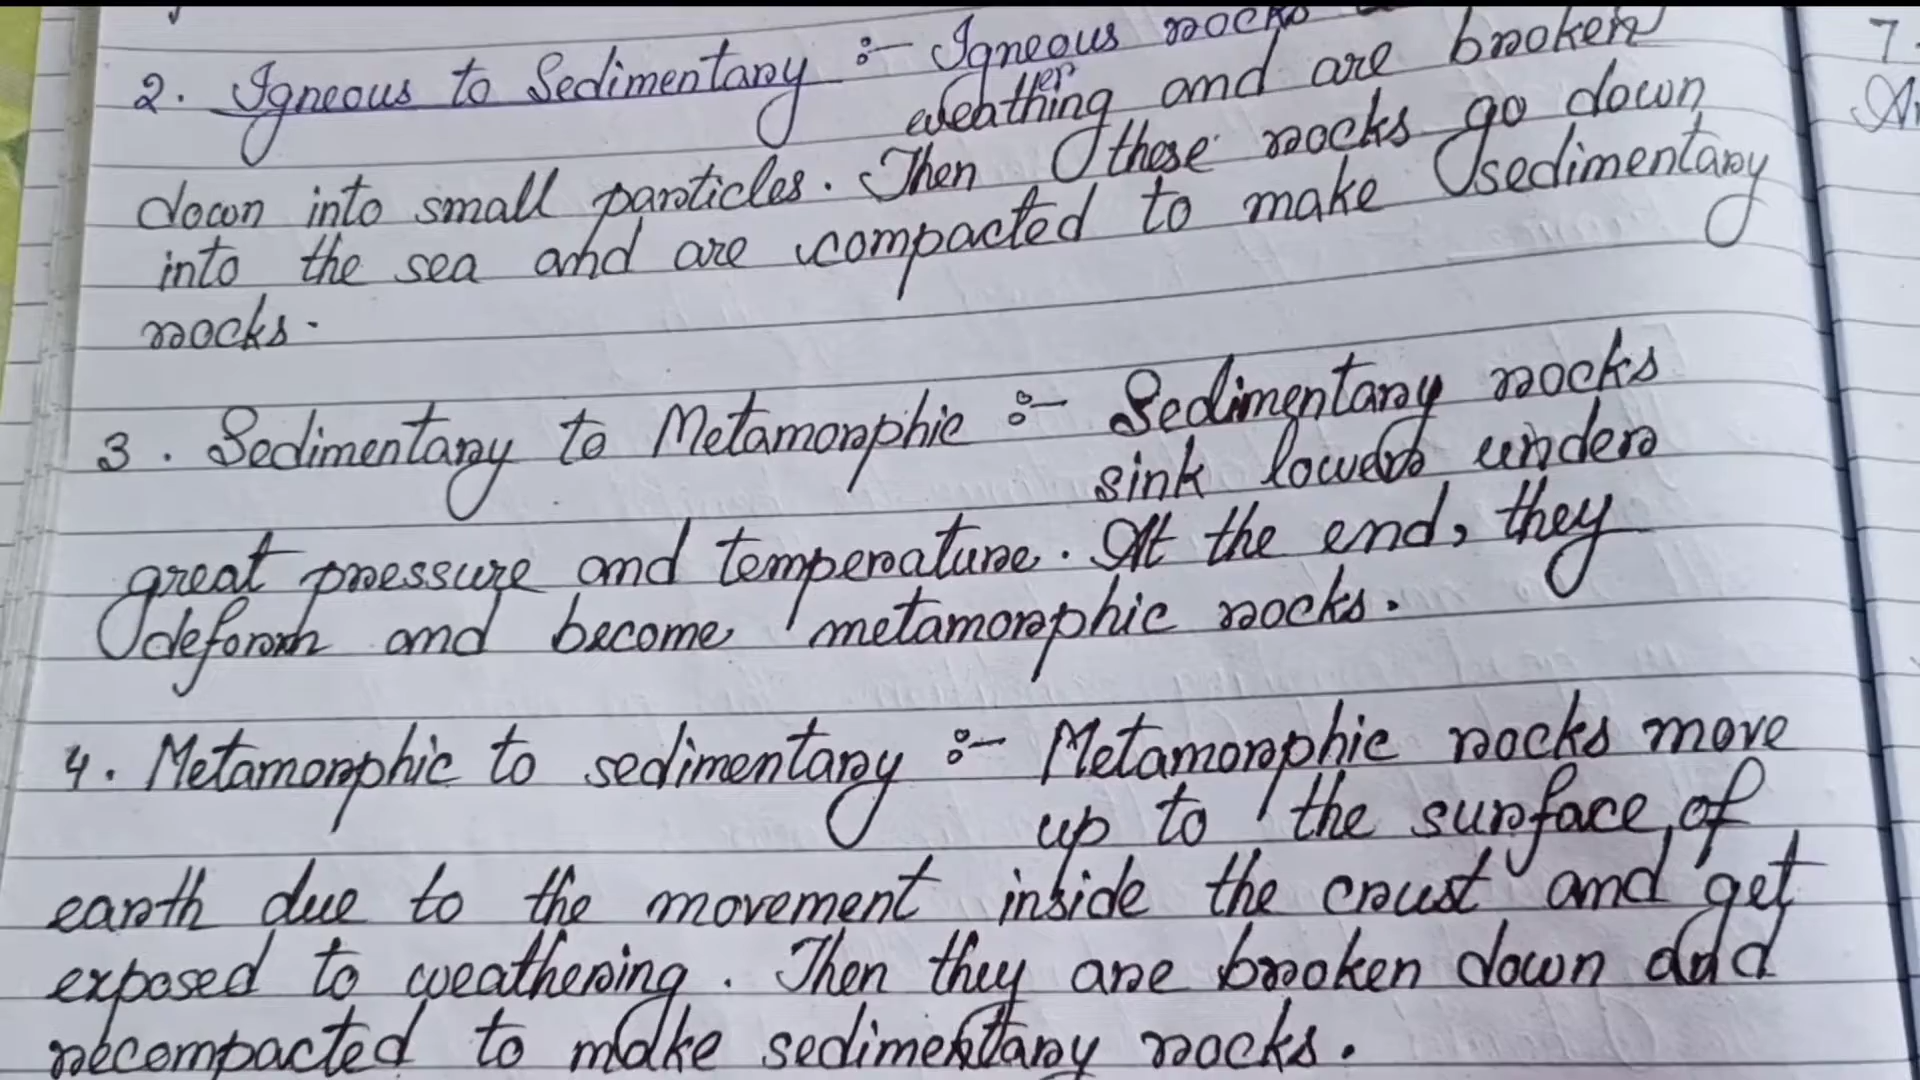 2. Igneous to Sedimentary :- Igneous rocks
weathering and are broken
down into small particles. Then these rocks go down
into the sea and are compacted to make sedimentary
rocks.
3. Sedimentary to Metamorphic :- Sedimentary rocks
sink lower under
great pressure and temperature. At the end, they
deform and become metamorphic rocks.
4. Metamorphic to sedimentary :- Metamorphic rocks move
up to the surface of
earth due to the movement inside the crust and get
exposed to weathering. Then they are broken down and
recompacted to make sedimentary rocks.
7.